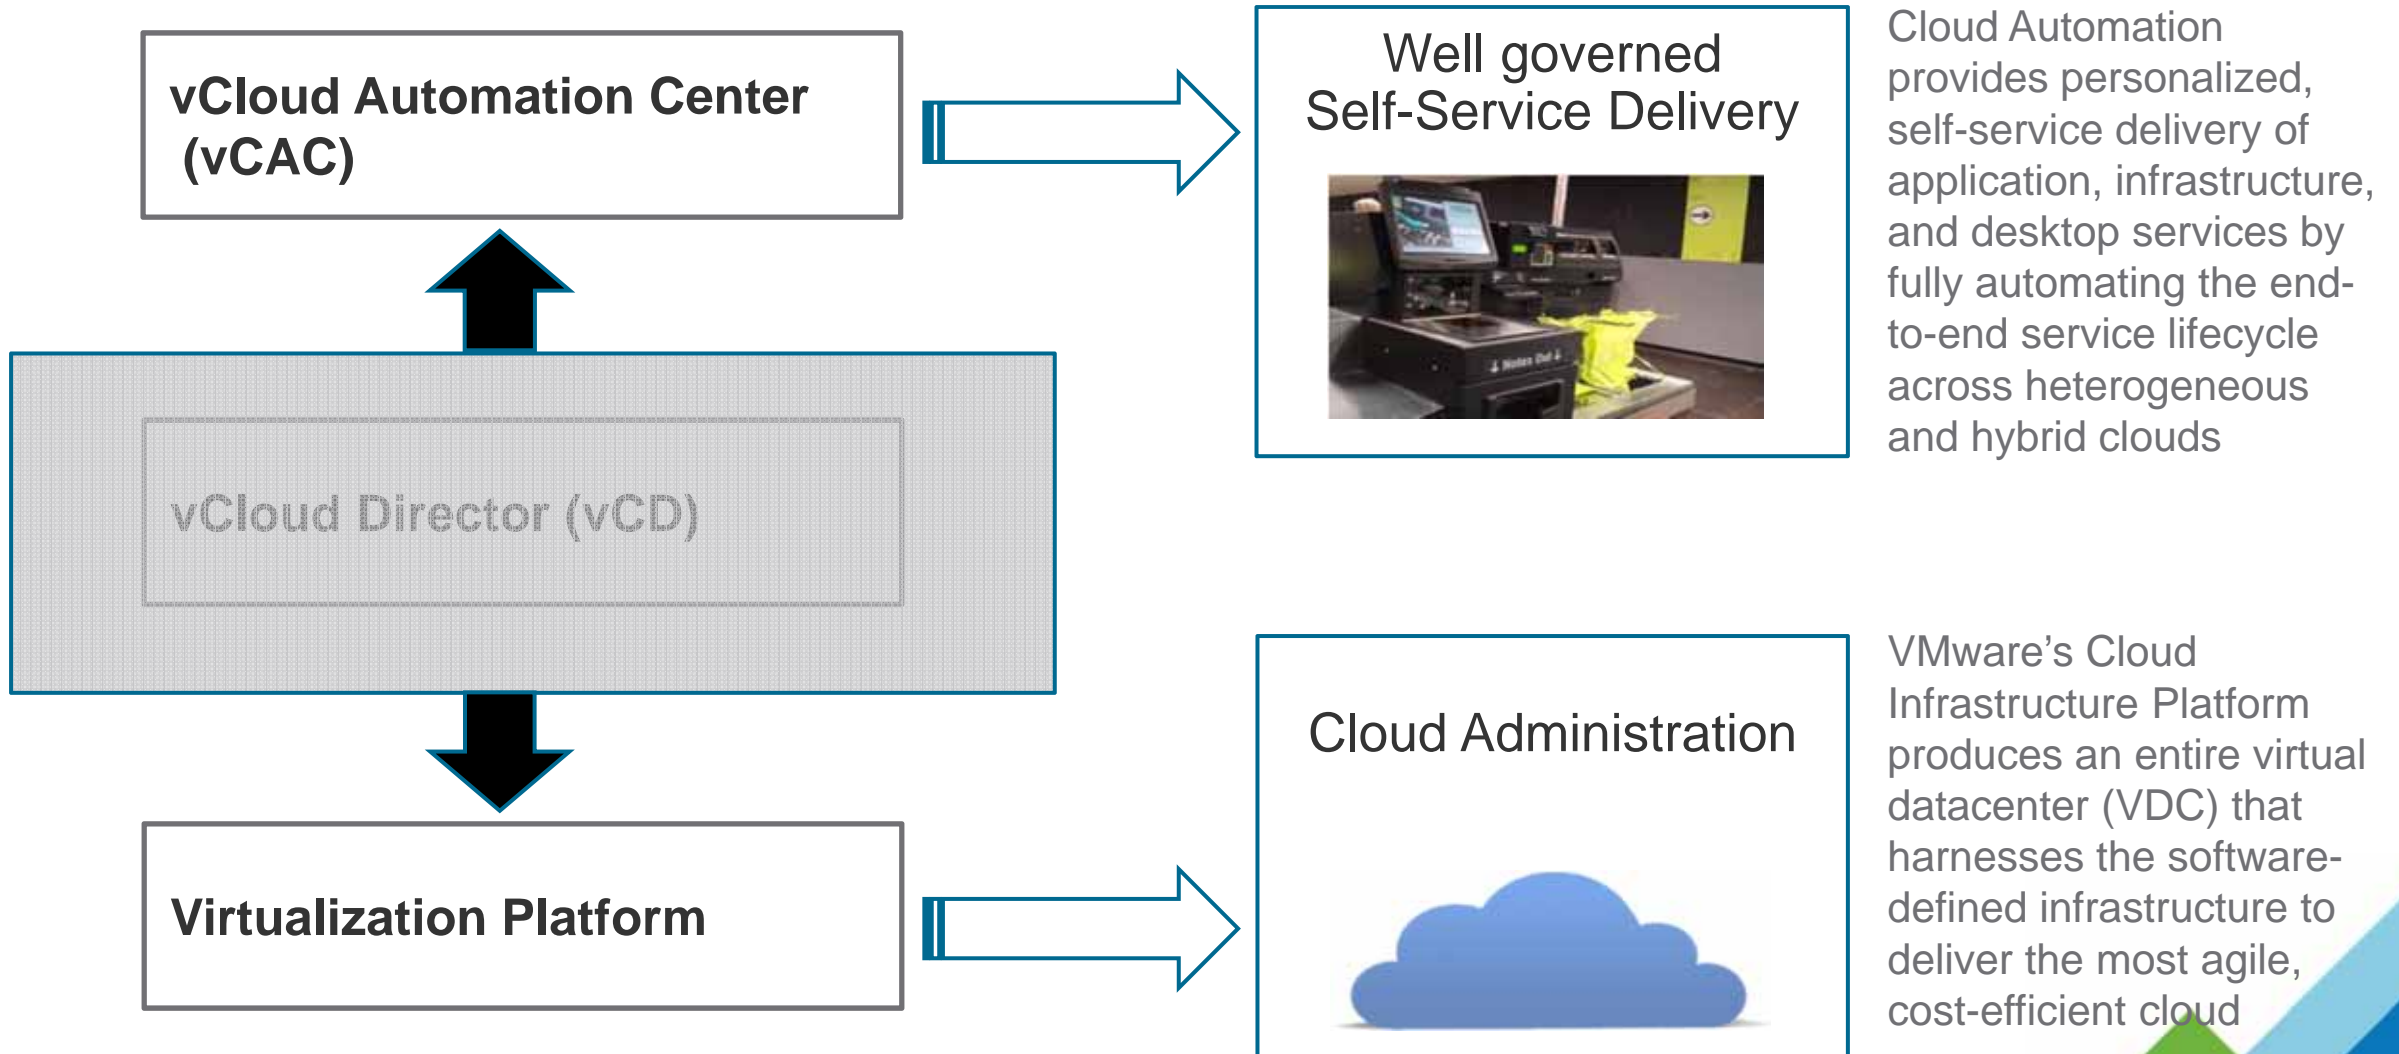 vCloud Automation Center
(vCAC)
Well governed
Self-Service Delivery
↓ Notes Out ↓
Cloud Automation
provides personalized,
self-service delivery of
application, infrastructure,
and desktop services by
fully automating the end-
to-end service lifecycle
across heterogeneous
and hybrid clouds
vCloud Director (vCD)
Virtualization Platform
Cloud Administration
VMware’s Cloud
Infrastructure Platform
produces an entire virtual
datacenter (VDC) that
harnesses the software-
defined infrastructure to
deliver the most agile,
cost-efficient cloud